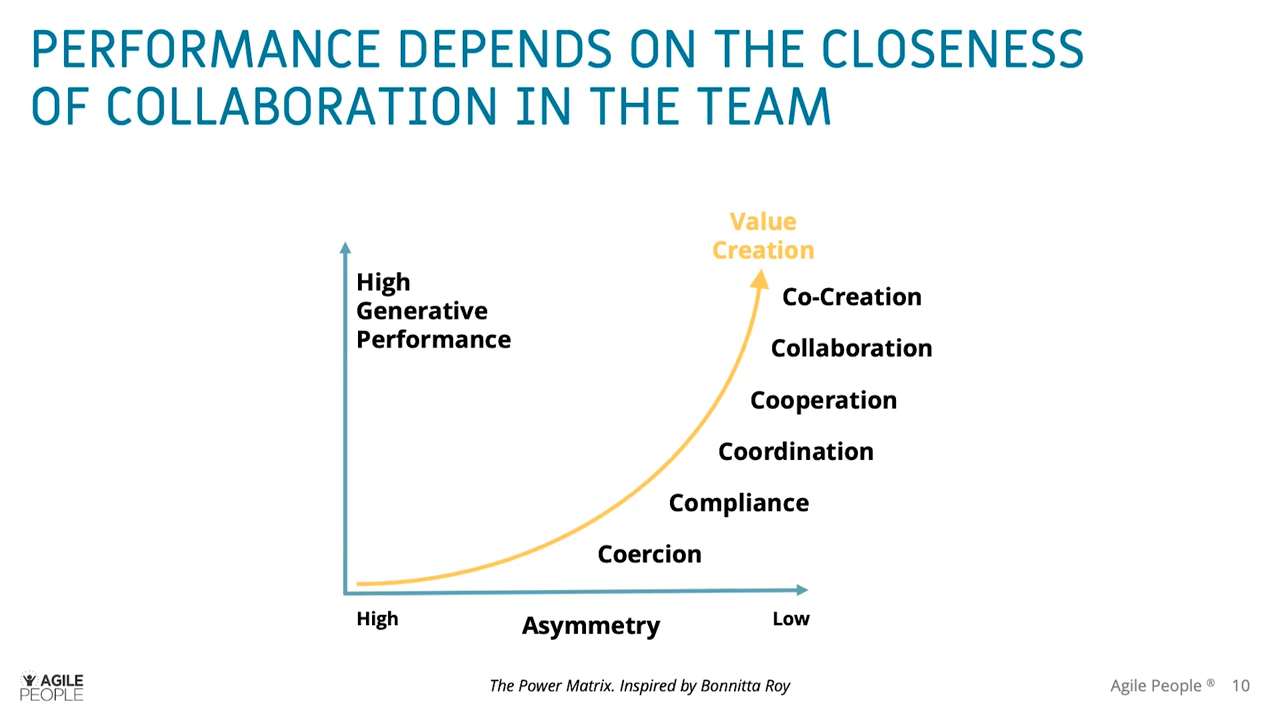 PERFORMANCE DEPENDS ON THE CLOSENESS
OF COLLABORATION IN THE TEAM
Value
Creation
High
Generative
Performance
Co-Creation
Collaboration
Cooperation
Coordination
Compliance
Coercion
High
Asymmetry
Low
AGILE
PEOPLE
The Power Matrix. Inspired by Bonnitta Roy
Agile People ® 10